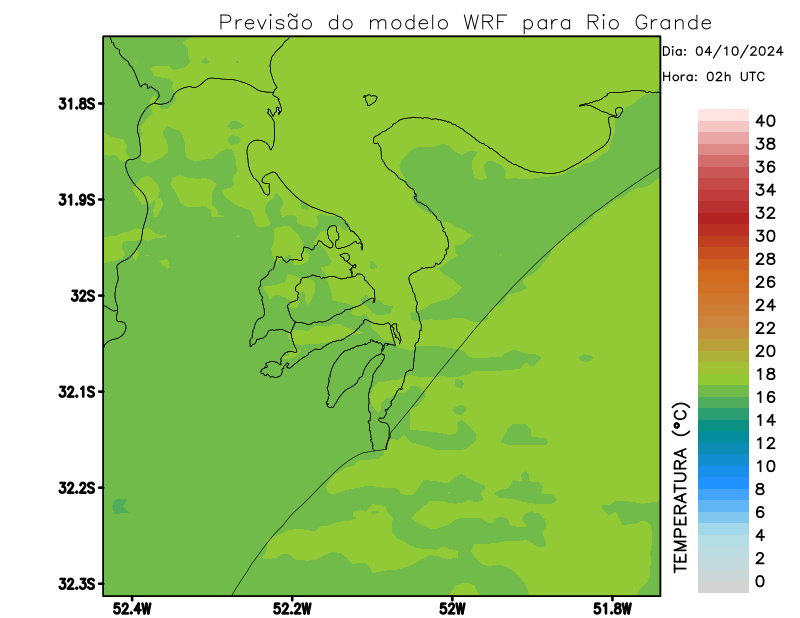 Previsão do modelo WRF para Rio Grande
Dia: 04/10/2024
Hora: 02h UTC
31.8S
31.9S
32S
32.1S
32.2S
32.3S
52.4W
52.2W
52W
51.8W
TEMPERATURA (°C)
40
38
36
34
32
30
28
26
24
22
20
18
16
14
12
10
8
6
4
2
0